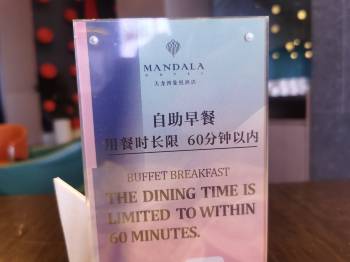 MANDALA
自助早餐
用餐时长限 60分钟以内
BUFFET BREAKFAST
THE DINING TIME IS
LIMITED TO WITHIN
60 MINUTES.